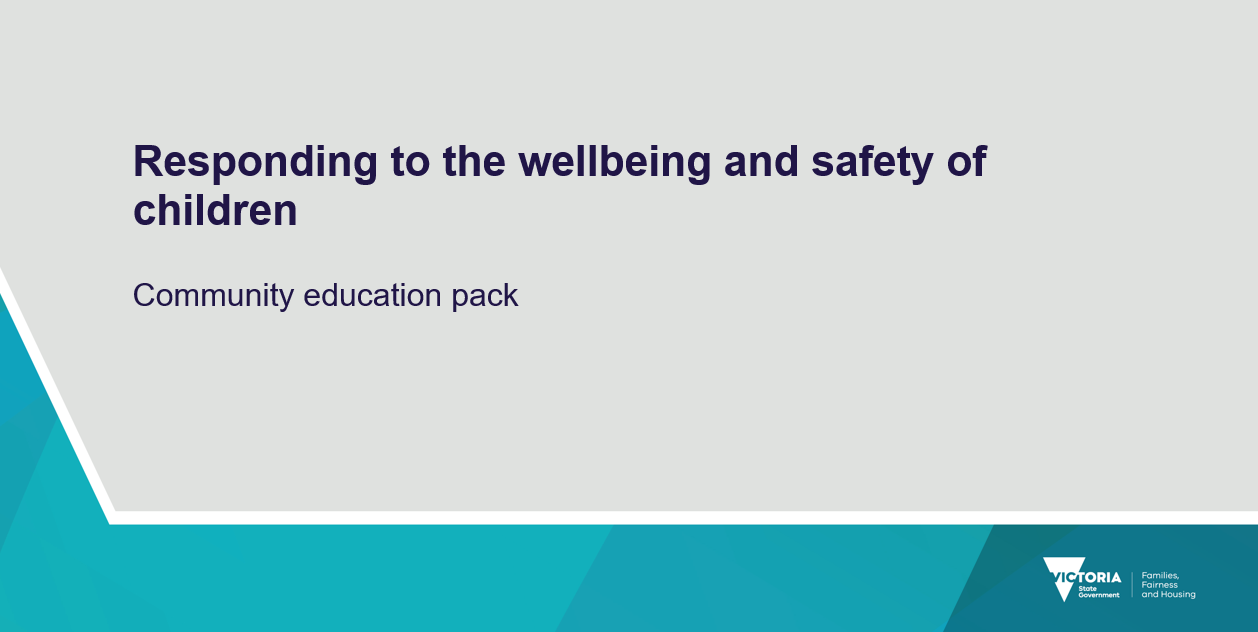 Responding to the wellbeing and safety of
children
Community education pack
VICTORIA
State
Government
Families,
Fairness
and Housing